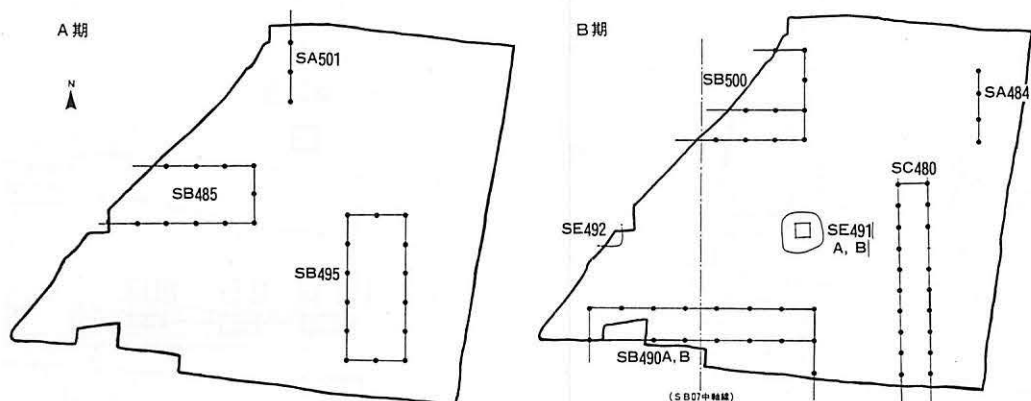 A期
N
SA501
SB485
SB495
B期
SB500
SA484
SC480
SE492
SE491
A, B
SB490A, B
(SB07中軸線)